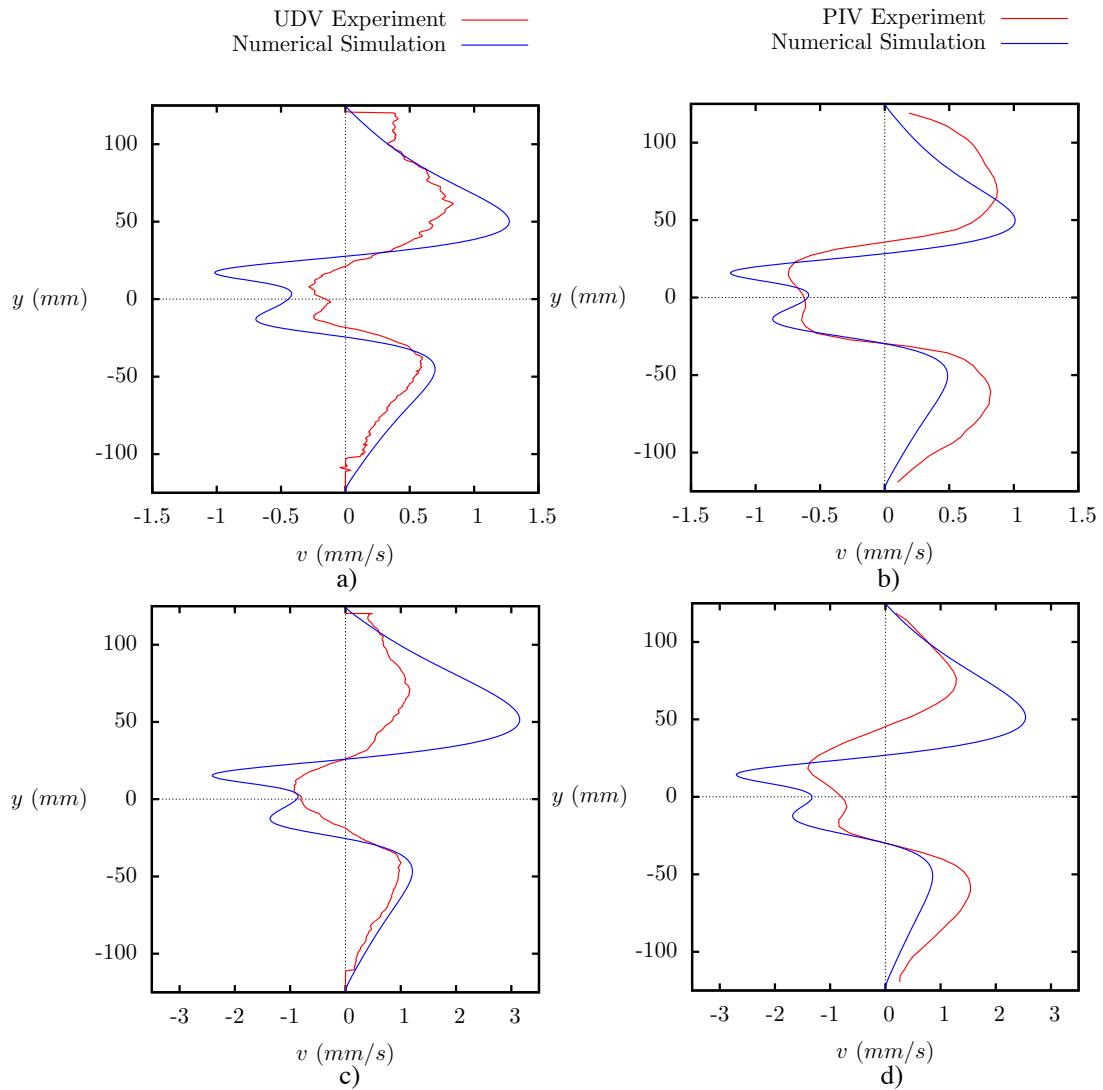 UDV Experiment
Numerical Simulation
PIV Experiment
Numerical Simulation
100
50
0
-50
-100
y (mm)
-1.5 -1 -0.5 0 0.5 1 1.5
v (mm/s)
a)
100
50
0
-50
-100
y (mm)
-1.5 -1 -0.5 0 0.5 1 1.5
v (mm/s)
b)
100
50
0
-50
-100
y (mm)
-3 -2 -1 0 1 2 3
v (mm/s)
c)
100
50
0
-50
-100
y (mm)
-3 -2 -1 0 1 2 3
v (mm/s)
d)